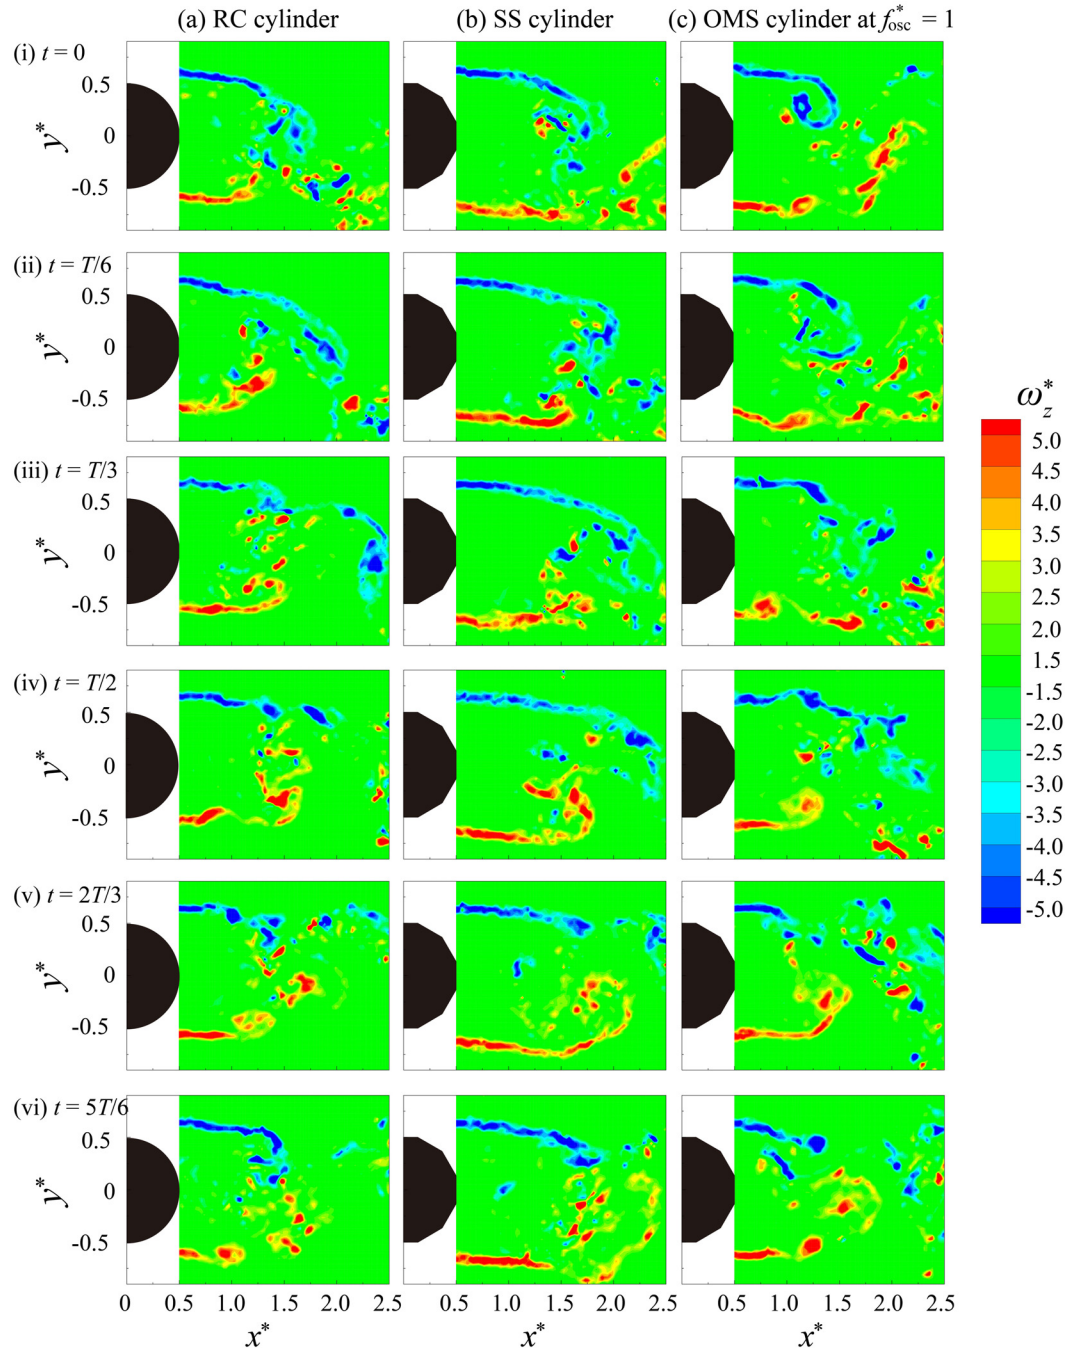 (a) RC cylinder (b) SS cylinder (c) OMS cylinder at f*osc = 1
(i) t = 0
0.5
0
-0.5
y*
(ii) t = T/6
0.5
0
-0.5
y*
(iii) t = T/3
0.5
0
-0.5
y*
(iv) t = T/2
0.5
0
-0.5
y*
(v) t = 2T/3
0.5
0
-0.5
y*
(vi) t = 5T/6
0.5
0
-0.5
y*
0 0.5 1.0 1.5 2.0 2.5 0.5 1.0 1.5 2.0 2.5 0.5 1.0 1.5 2.0 2.5
x* x* x*
ω*z
5.0
4.5
4.0
3.5
3.0
2.5
2.0
1.5
-1.5
-2.0
-2.5
-3.0
-3.5
-4.0
-4.5
-5.0